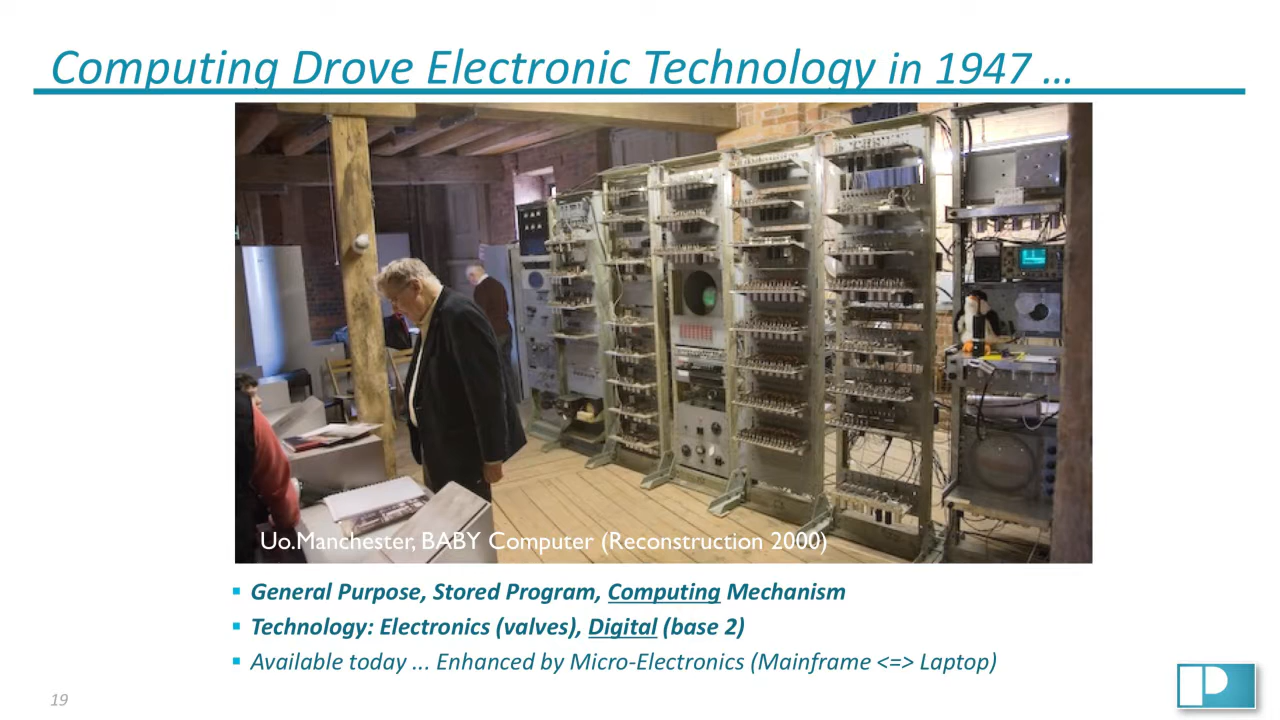 Computing Drove Electronic Technology in 1947 ...
Uo.Manchester, BABY Computer (Reconstruction 2000)
General Purpose, Stored Program, Computing Mechanism
Technology: Electronics (valves), Digital (base 2)
Available today ... Enhanced by Micro-Electronics (Mainframe <=> Laptop)
19
P